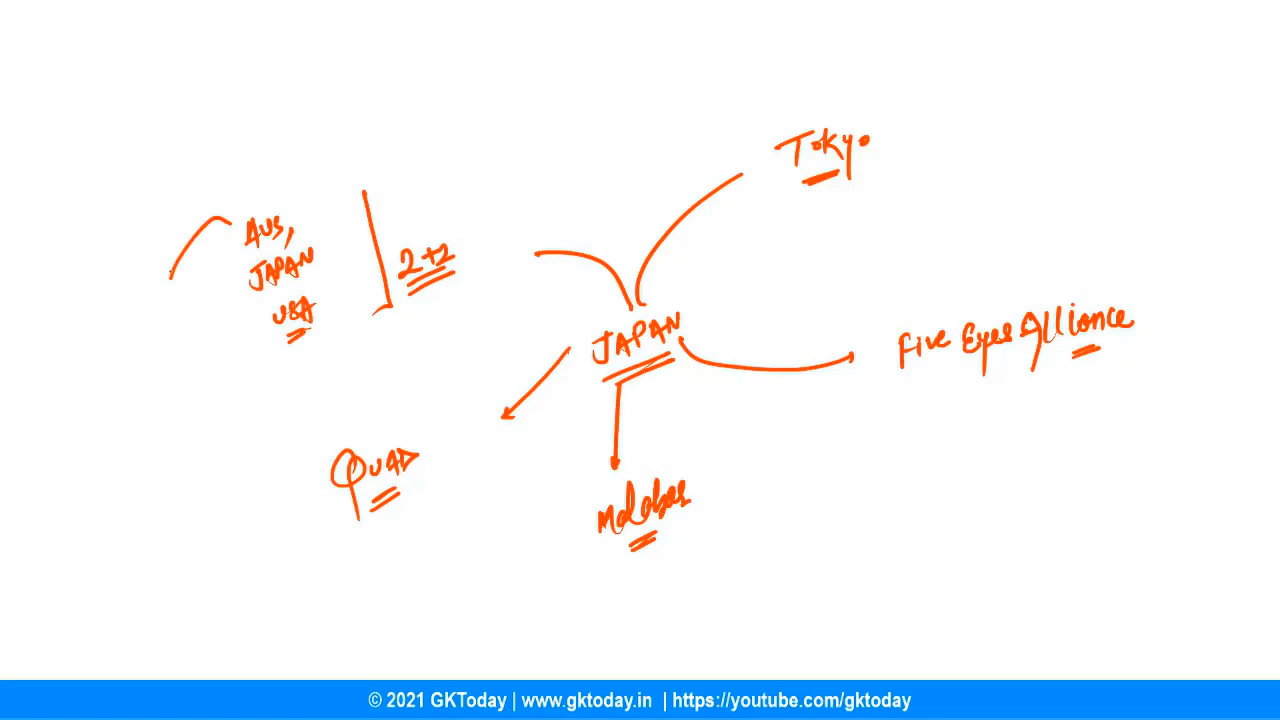 Tokyo
AUS,
JAPAN
USA
2+2
JAPAN
Five Eyes Alliance
QUAD
Malabar
© 2021 GKToday | www.gktoday.in | https://youtube.com/gktoday